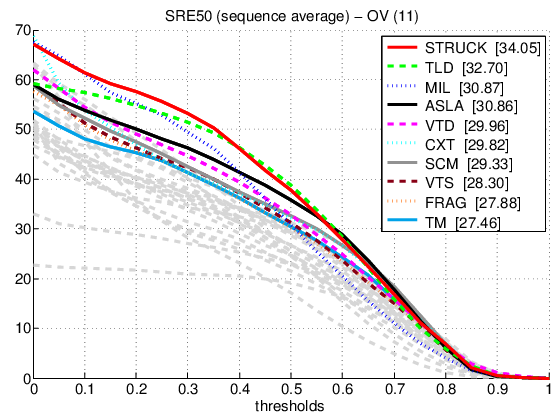 SRE50 (sequence average) – OV (11)
70
60
50
40
30
20
10
0
STRUCK [34.05]
TLD [32.70]
MIL [30.87]
ASLA [30.86]
VTD [29.96]
CXT [29.82]
SCM [29.33]
VTS [28.30]
FRAG [27.88]
TM [27.46]
0 0.1 0.2 0.3 0.4 0.5 0.6 0.7 0.8 0.9 1
thresholds